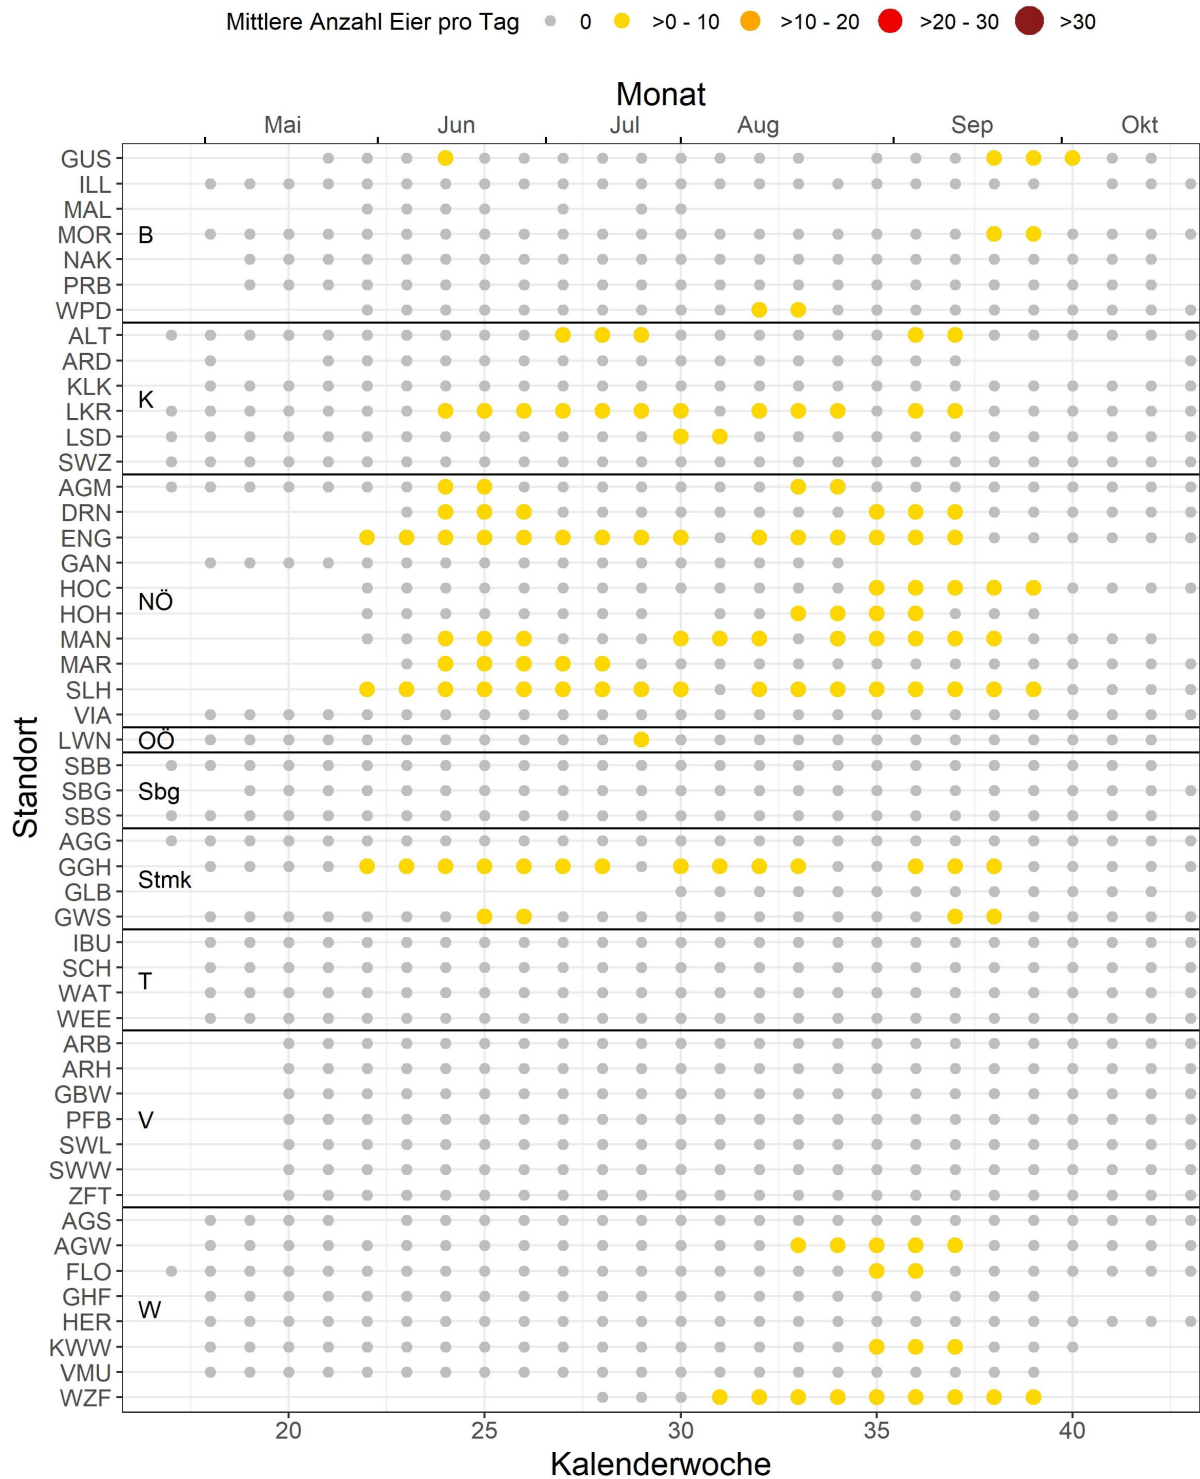 Mittlere Anzahl Eier pro Tag 0 >0 - 10 >10 - 20 >20 - 30 >30
Monat
Mai Jun Jul Aug Sep Okt
Standort
GUS
ILL
MAL
MOR
NAK
PRB
WPD
B
ALT
ARD
KLK
LKR
LSD
SWZ
K
AGM
DRN
ENG
GAN
HOC
HOH
MAN
MAR
SLH
VIA
NÖ
LWN
OÖ
SBB
SBG
SBS
Sbg
AGG
GGH
GLB
GWS
Stmk
IBU
SCH
WAT
WEE
T
ARB
ARH
GBW
PFB
SWL
SWW
ZFT
V
AGS
AGW
FLO
GHF
HER
KWW
VMU
WZF
W
20 25 30 35 40
Kalenderwoche